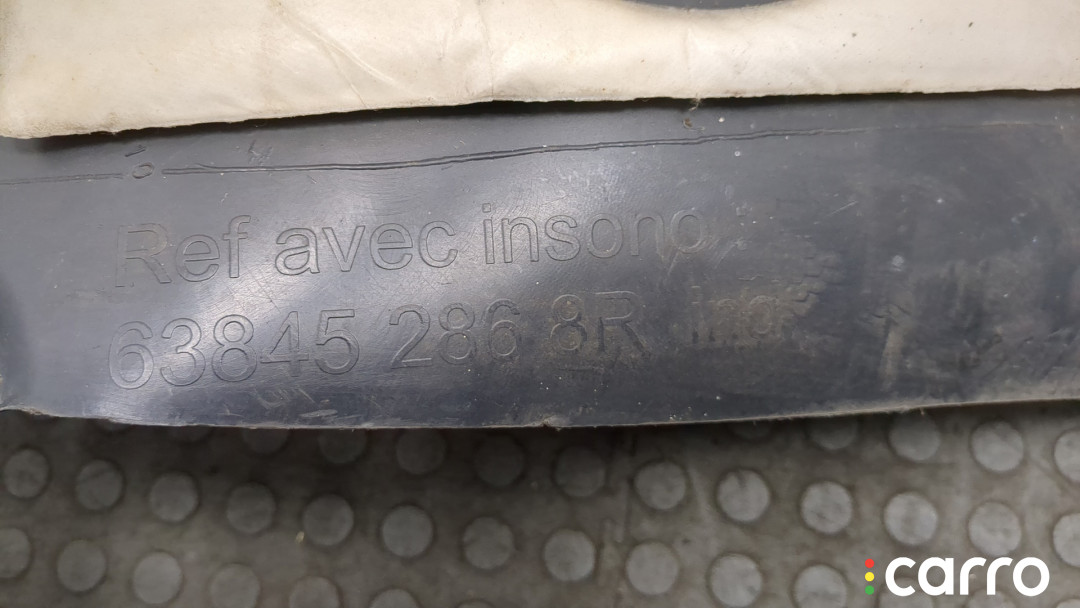 Ref avec insono
63845 286 8R
carro